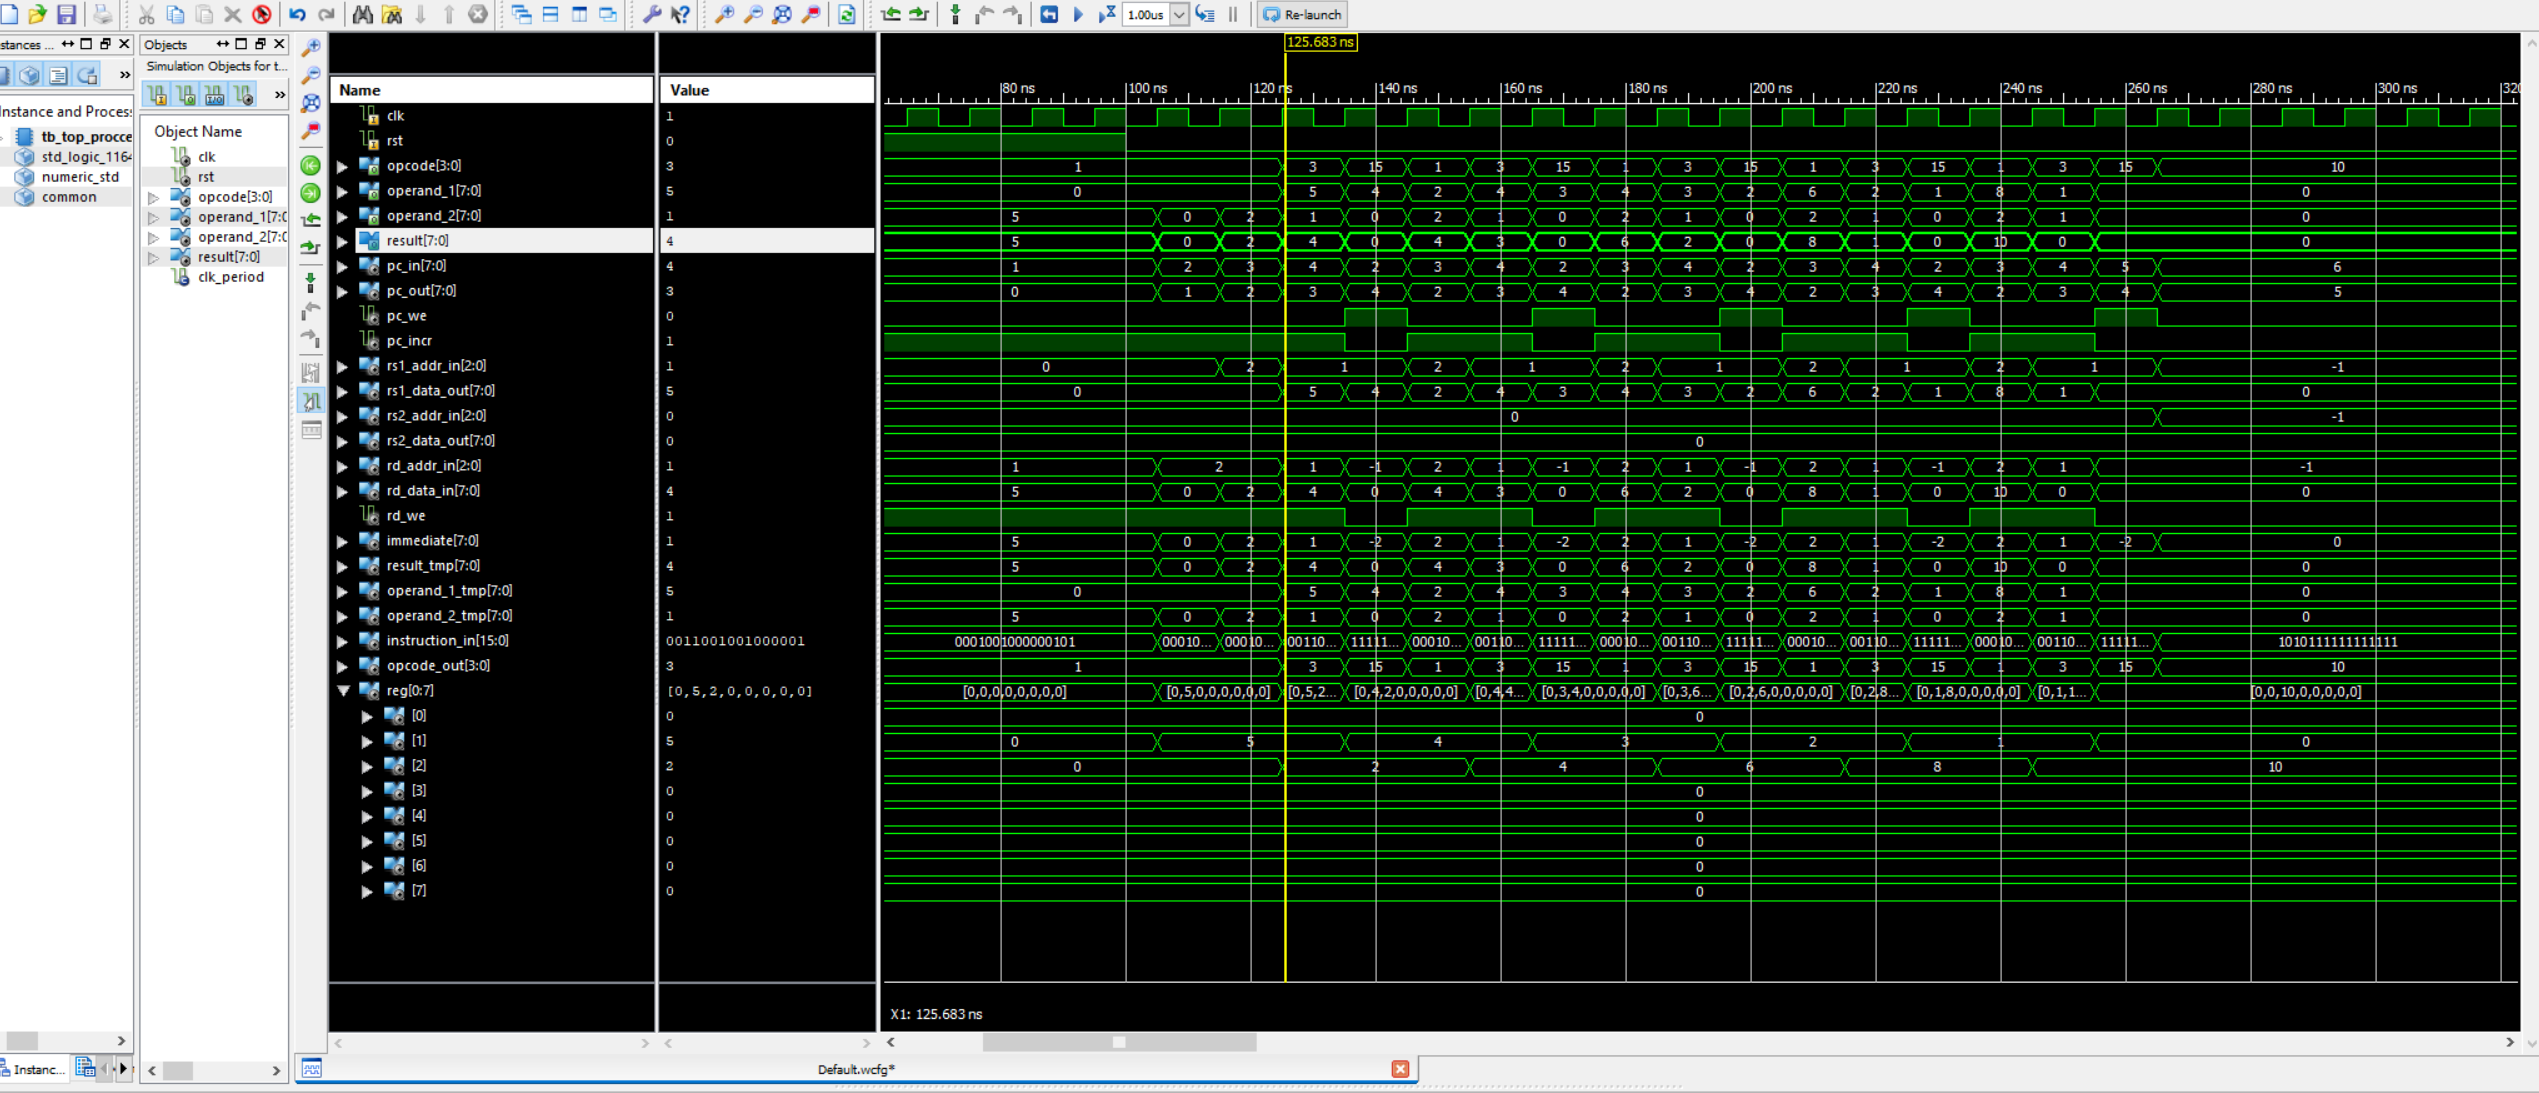 1.00us
Re-launch
stances ...
Objects
Simulation Objects for t...
»
»
Instance and Process
tb_top_procce
std_logic_1164
numeric_std
common
Object Name
clk
rst
opcode[3:0]
operand_1[7:0
operand_2[7:0
result[7:0]
clk_period
125.683 ns
80 ns 100 ns 120 ns 140 ns 160 ns 180 ns 200 ns 220 ns 240 ns 260 ns 280 ns 300 ns 320
Name Value
clk 1
rst 0
opcode[3:0] 3 1 3 15 1 3 15 1 3 15 1 3 15 1 3 15 10
operand_1[7:0] 5 0 5 4 2 4 3 4 3 2 6 2 1 8 1 0
operand_2[7:0] 1 5 0 2 1 0 2 1 0 2 1 0 2 1 0 2 1 0
result[7:0] 4 5 0 2 4 0 4 3 0 6 2 0 8 1 0 10 0 0
pc_in[7:0] 4 1 2 3 4 2 3 4 2 3 4 2 3 4 2 3 4 5 6
pc_out[7:0] 3 0 1 2 3 4 2 3 4 2 3 4 2 3 4 2 3 4 5
pc_we 0
pc_incr 1
rs1_addr_in[2:0] 1 0 2 1 2 1 2 1 2 1 2 1 -1
rs1_data_out[7:0] 5 0 5 4 2 4 3 4 3 2 6 2 1 8 1 0
rs2_addr_in[2:0] 0 0 -1
rs2_data_out[7:0] 0 0
rd_addr_in[2:0] 1 1 2 1 -1 2 1 -1 2 1 -1 2 1 -1 2 1 -1
rd_data_in[7:0] 4 5 0 2 4 0 4 3 0 6 2 0 8 1 0 10 0 0
rd_we 1
immediate[7:0] 1 5 0 2 1 -2 2 1 -2 2 1 -2 2 1 -2 2 1 -2 0
result_tmp[7:0] 4 5 0 2 4 0 4 3 0 6 2 0 8 1 0 10 0 0
operand_1_tmp[7:0] 5 0 5 4 2 4 3 4 3 2 6 2 1 8 1 0
operand_2_tmp[7:0] 1 5 0 2 1 0 2 1 0 2 1 0 2 1 0 2 1 0
instruction_in[15:0] 0011001001000001 0001001000000101 00010... 00010... 00110... 11111... 00010... 00110... 11111... 00010... 00110... 11111... 00010... 00110... 11111... 00010... 00110... 11111... 1010111111111111
opcode_out[3:0] 3 1 3 15 1 3 15 1 3 15 1 3 15 1 3 15 10
reg[0:7] [0,5,2,0,0,0,0,0] [0,0,0,0,0,0,0,0] [0,5,0,0,0,0,0,0] [0,5,2... [0,4,2,0,0,0,0,0] [0,4,4... [0,3,4,0,0,0,0,0] [0,3,6... [0,2,6,0,0,0,0,0] [0,2,8... [0,1,8,0,0,0,0,0] [0,1,1... [0,0,10,0,0,0,0,0]
[0] 0 0
[1] 5 0 5 4 3 2 1 0
[2] 2 0 2 4 6 8 10
[3] 0 0
[4] 0 0
[5] 0 0
[6] 0 0
[7] 0 0
X1: 125.683 ns
Instanc...
Default.wcfg*